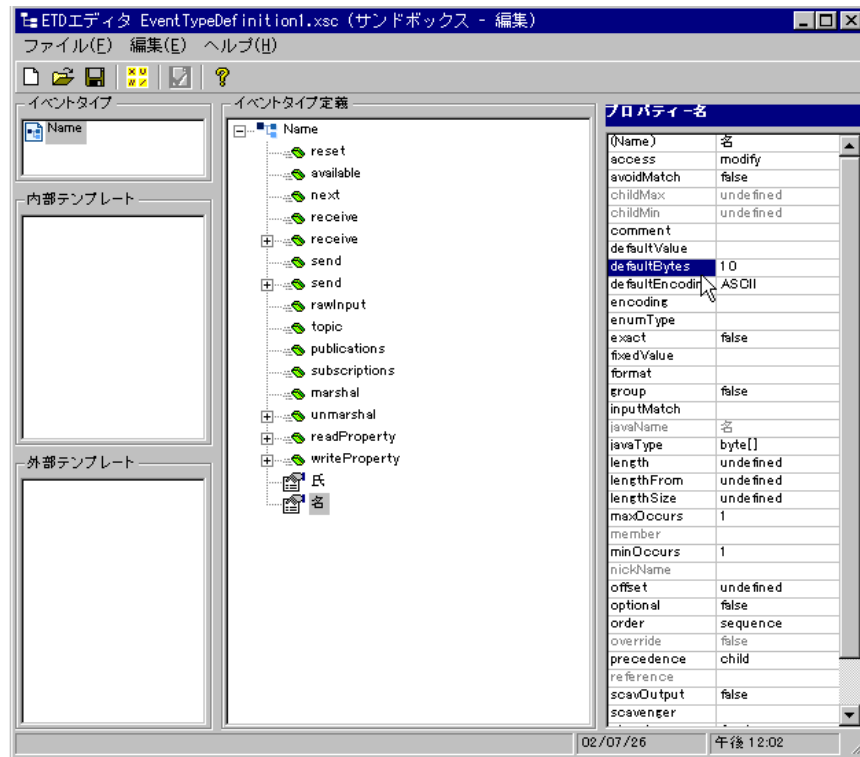 ETDエディタ EventTypeDefinition1.xsc (サンドボックス - 編集)
ファイル(F) 編集(E) ヘルプ(H)
イベントタイプ
Name
内部テンプレート
外部テンプレート
イベントタイプ定義
Name
reset
available
next
receive
receive
send
send
rawInput
topic
publications
subscriptions
marshal
unmarshal
readProperty
writeProperty
氏
名
プロパティー名
(Name) 名
access modify
avoidMatch false
childMax undefined
childMin undefined
comment
defaultValue
defaultBytes 10
defaultEncodin ASCII
encoding
enumType
exact false
fixedValue
format
group false
inputMatch
javaName 名
javaType byte[]
length undefined
lengthFrom undefined
lengthSize undefined
maxOccurs 1
member
minOccurs 1
nickName
offset undefined
optional false
order sequence
override false
precedence child
reference
scavOutput false
scavenger
02/07/26 午後 12:02